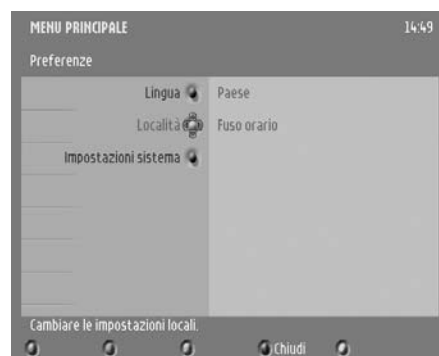 MENU PRINCIPALE 14:49
Preferenze
Lingua Paese
Località Fuso orario
Impostazioni sistema
Cambiare le impostazioni locali.
Chiudi